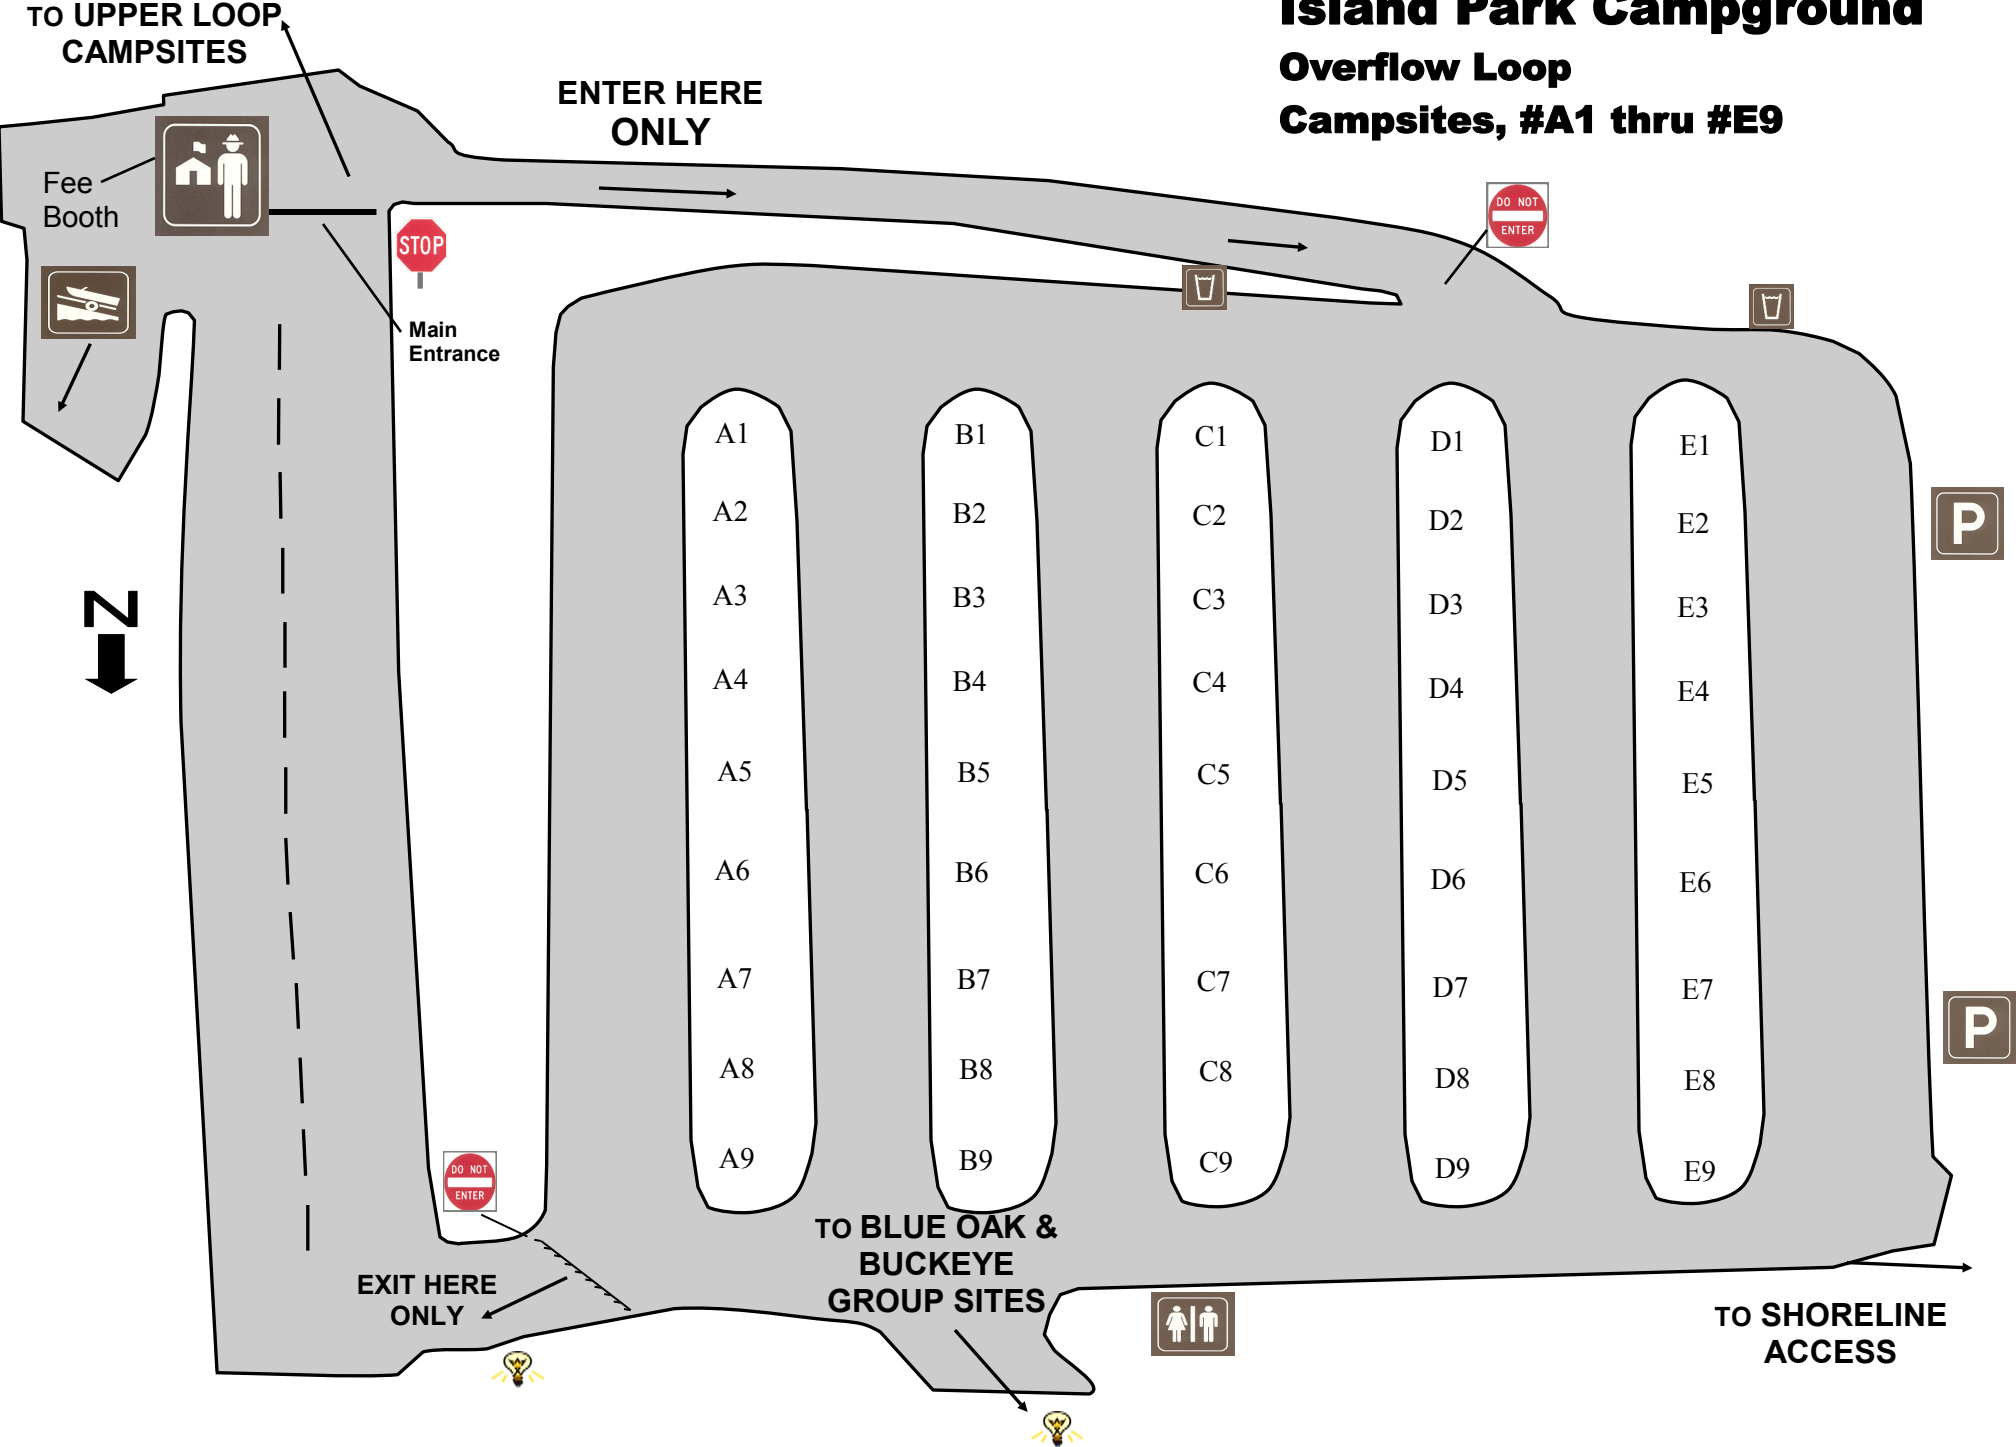 TO UPPER LOOP
CAMPSITES
Island Park Campground
Overflow Loop
Campsites, #A1 thru #E9
ENTER HERE
ONLY
Fee
Booth
DO NOT
ENTER
STOP
Main
Entrance
A1 B1 C1 D1 E1
A2 B2 C2 D2 E2
P
N
A3 B3 C3 D3 E3
A4 B4 C4 D4 E4
A5 B5 C5 D5 E5
A6 B6 C6 D6 E6
A7 B7 C7 D7 E7
P
A8 B8 C8 D8 E8
A9 B9 C9 D9 E9
DO NOT
ENTER
TO BLUE OAK &
BUCKEYE
GROUP SITES
EXIT HERE
ONLY
TO SHORELINE
ACCESS